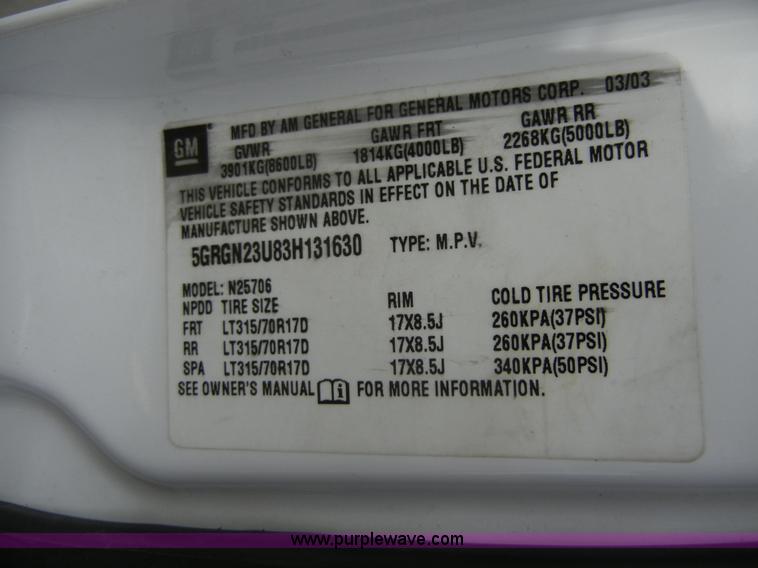 GM
MFD BY AM GENERAL FOR GENERAL MOTORS CORP. 03/03
GVWR GAWR FRT GAWR RR
3901KG(8600LB) 1814KG(4000LB) 2268KG(5000LB)
THIS VEHICLE CONFORMS TO ALL APPLICABLE U.S. FEDERAL MOTOR
VEHICLE SAFETY STANDARDS IN EFFECT ON THE DATE OF
MANUFACTURE SHOWN ABOVE.
5GRGN23U83H131630 TYPE: M.P.V.
MODEL: N25706
NPDD TIRE SIZE RIM COLD TIRE PRESSURE
FRT LT315/70R17D 17X8.5J 260KPA(37PSI)
RR LT315/70R17D 17X8.5J 260KPA(37PSI)
SPA LT315/70R17D 17X8.5J 340KPA(50PSI)
SEE OWNER'S MANUAL i FOR MORE INFORMATION.
www.purplewave.com